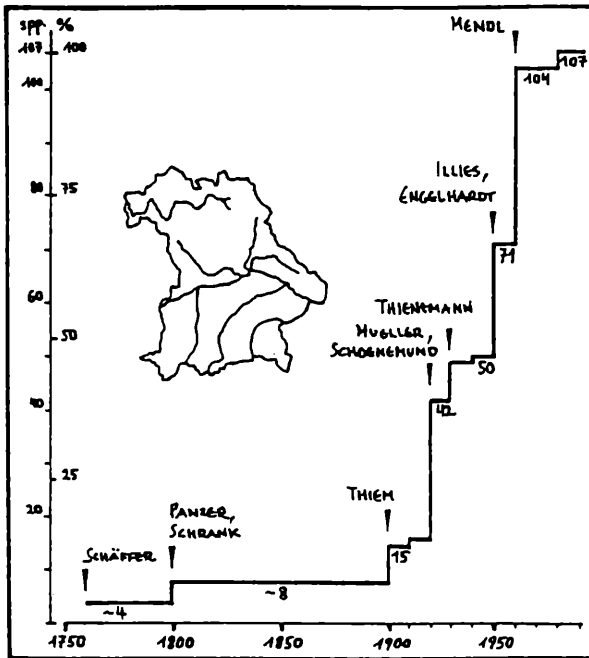 spp. %
107 100
100
80 75
60
50
40
25
20
MENDL
104
107
ILLIES,
ENGELHARDT
71
THIENEMANN
MUELLER,
SCHOENEMUND
50
42
THIEM
15
PANZER,
SCHRANK
~8
SCHÄFFER
~4
1750 1800 1850 1900 1950